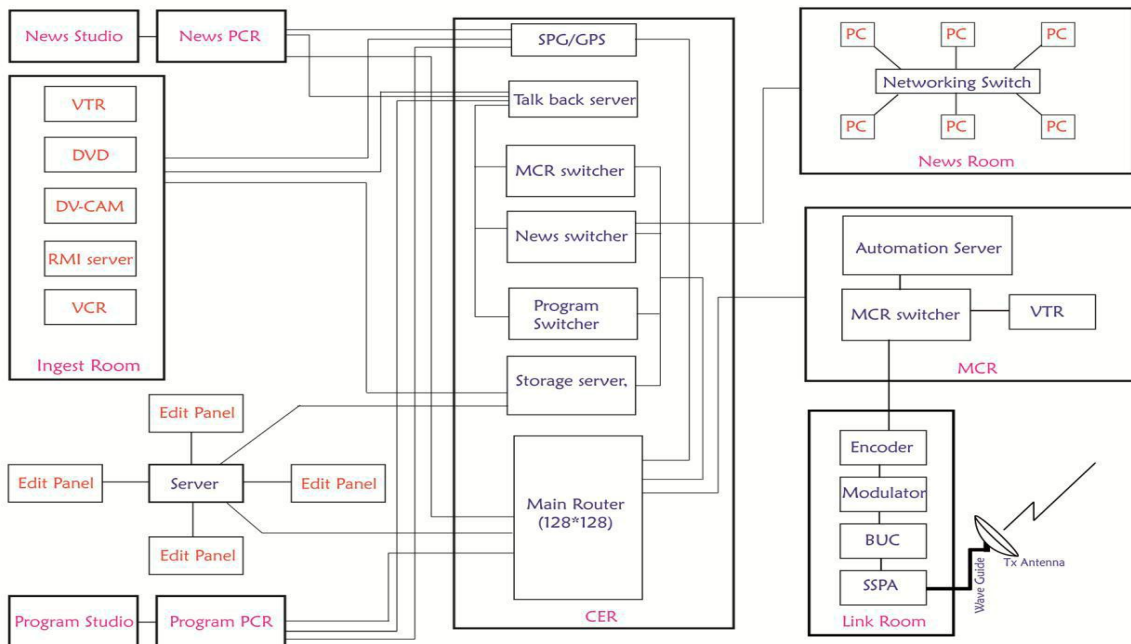 News Studio
News PCR
VTR
DVD
DV-CAM
RMI server
VCR
Ingest Room
Edit Panel
Edit Panel
Server
Edit Panel
Edit Panel
Program Studio
Program PCR
SPG/GPS
Talk back server
MCR switcher
News switcher
Program
Switcher
Storage server,
Main Router
(128*128)
CER
PC
PC
PC
Networking Switch
PC
PC
PC
News Room
Automation Server
MCR switcher
VTR
MCR
Encoder
Modulator
BUC
SSPA
Link Room
Wave Guide
Tx Antenna